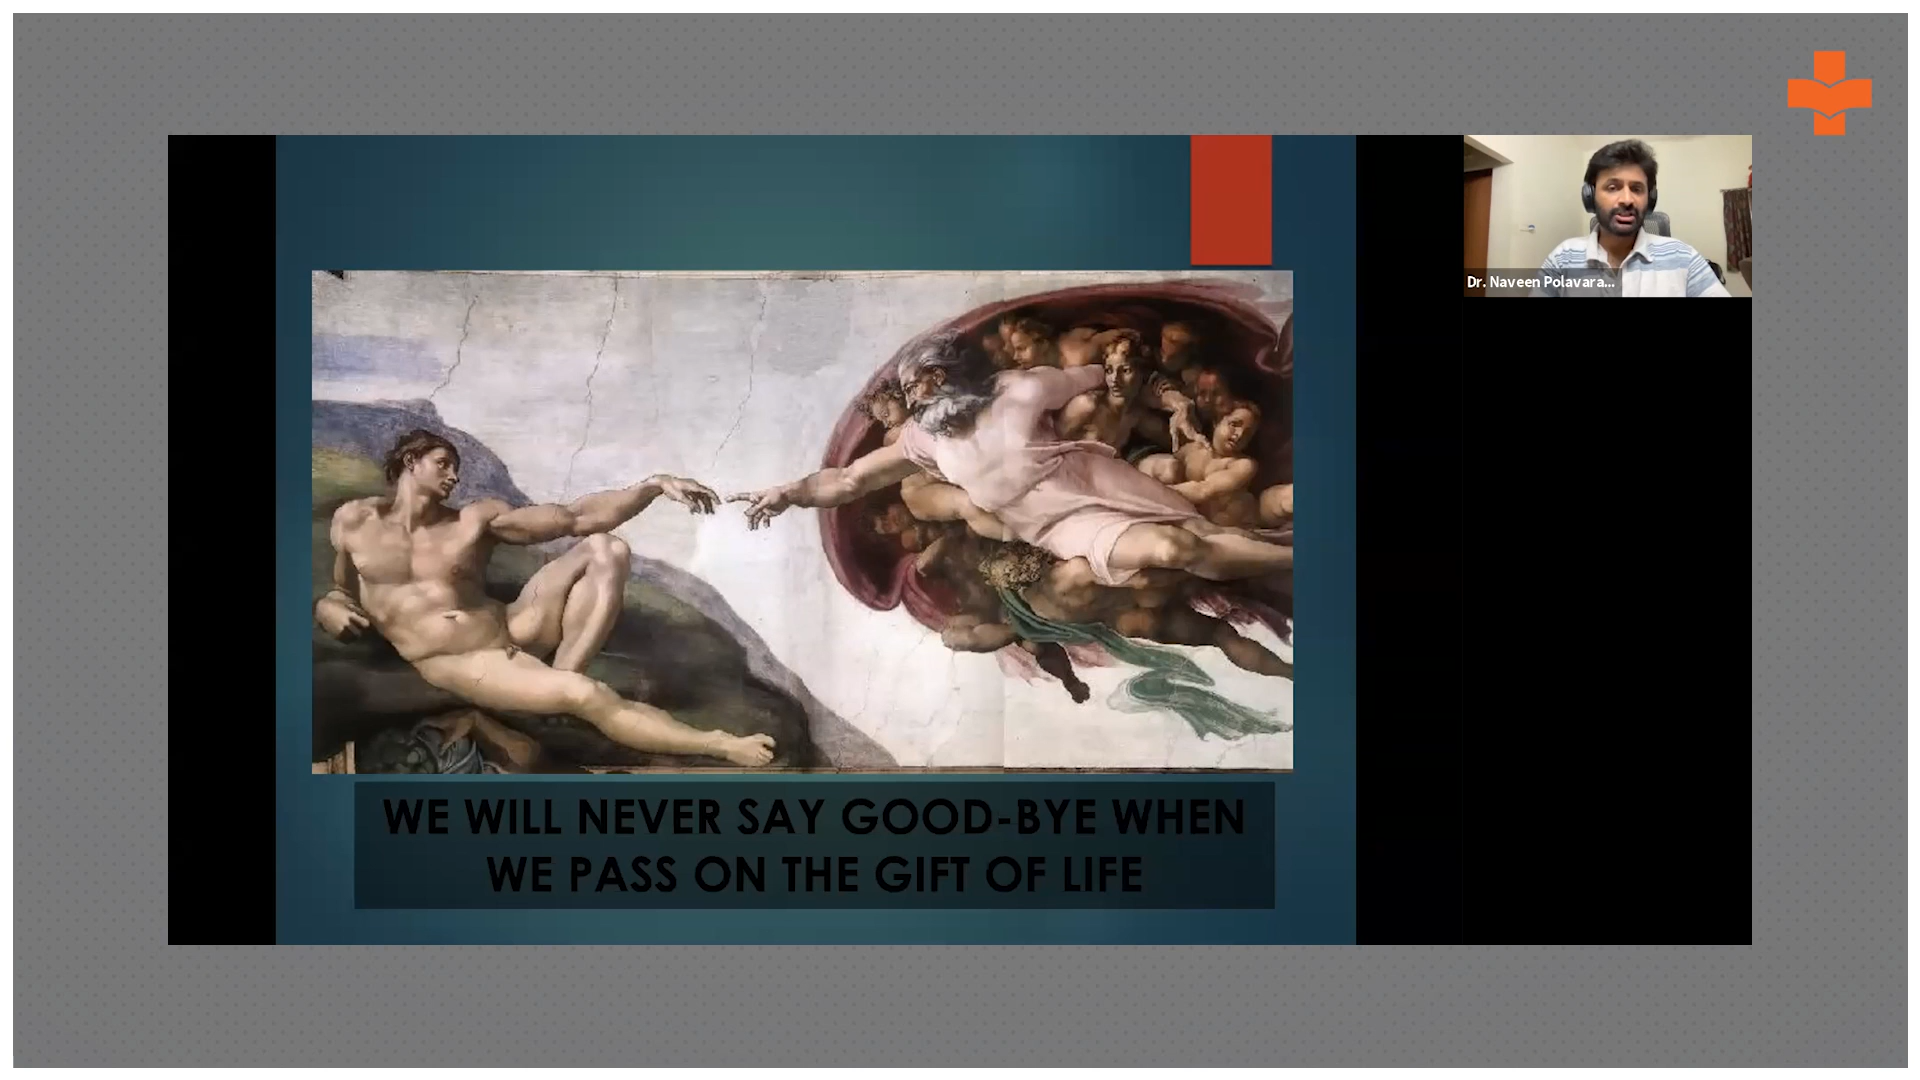 Dr. Naveen Polavara...
WE WILL NEVER SAY GOOD-BYE WHEN
WE PASS ON THE GIFT OF LIFE